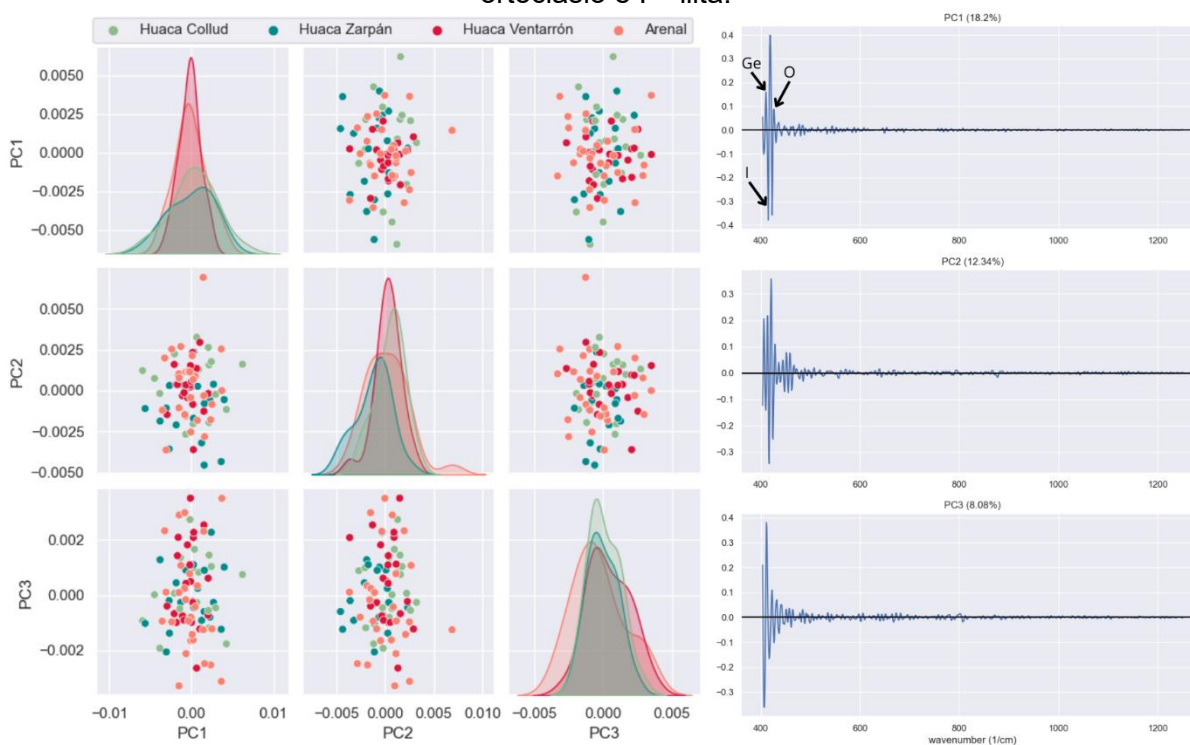 Huaca Collud Huaca Zarpán Huaca Ventarrón Arenal
PC1
0.0050
0.0025
0.0000
−0.0025
−0.0050
PC2
0.0050
0.0025
0.0000
−0.0025
−0.0050
PC3
0.002
0.000
−0.002
−0.01 0.00 0.01
PC1
−0.005 0.000 0.005 0.010
PC2
−0.005 0.000 0.005
PC3
PC1 (18.2%)
0.4
0.3
0.2
0.1
0.0
−0.1
−0.2
−0.3
−0.4
Ge
O
I
400 600 800 1000 1200
PC2 (12.34%)
0.3
0.2
0.1
0.0
−0.1
−0.2
−0.3
400 600 800 1000 1200
PC3 (8.08%)
0.4
0.3
0.2
0.1
0.0
−0.1
−0.2
−0.3
400 600 800 1000 1200
wavenumber (1/cm)